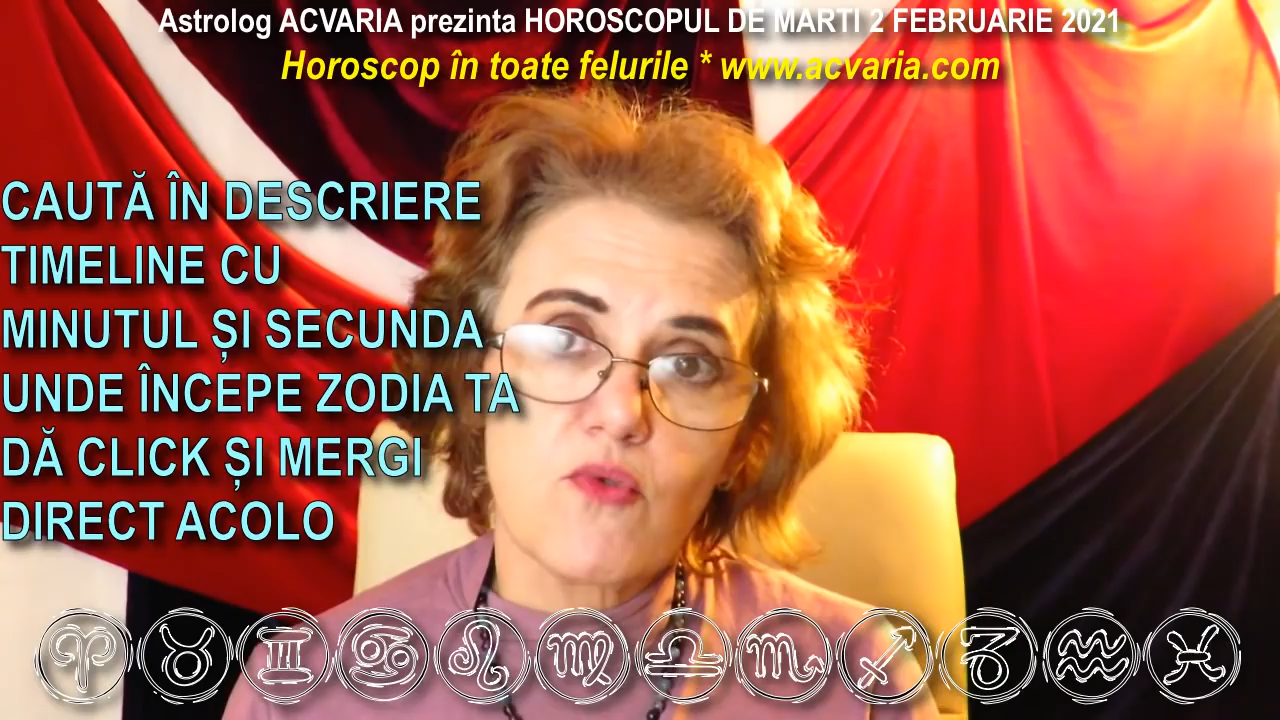 Astrolog ACVARIA prezinta HOROSCOPUL DE MARTI 2 FEBRUARIE 2021
Horoscop în toate felurile * www.acvaria.com
CAUTĂ ÎN DESCRIERE
TIMELINE CU
MINUTUL ȘI SECUNDA
UNDE ÎNCEPE ZODIA TA
DĂ CLICK ȘI MERGI
DIRECT ACOLO